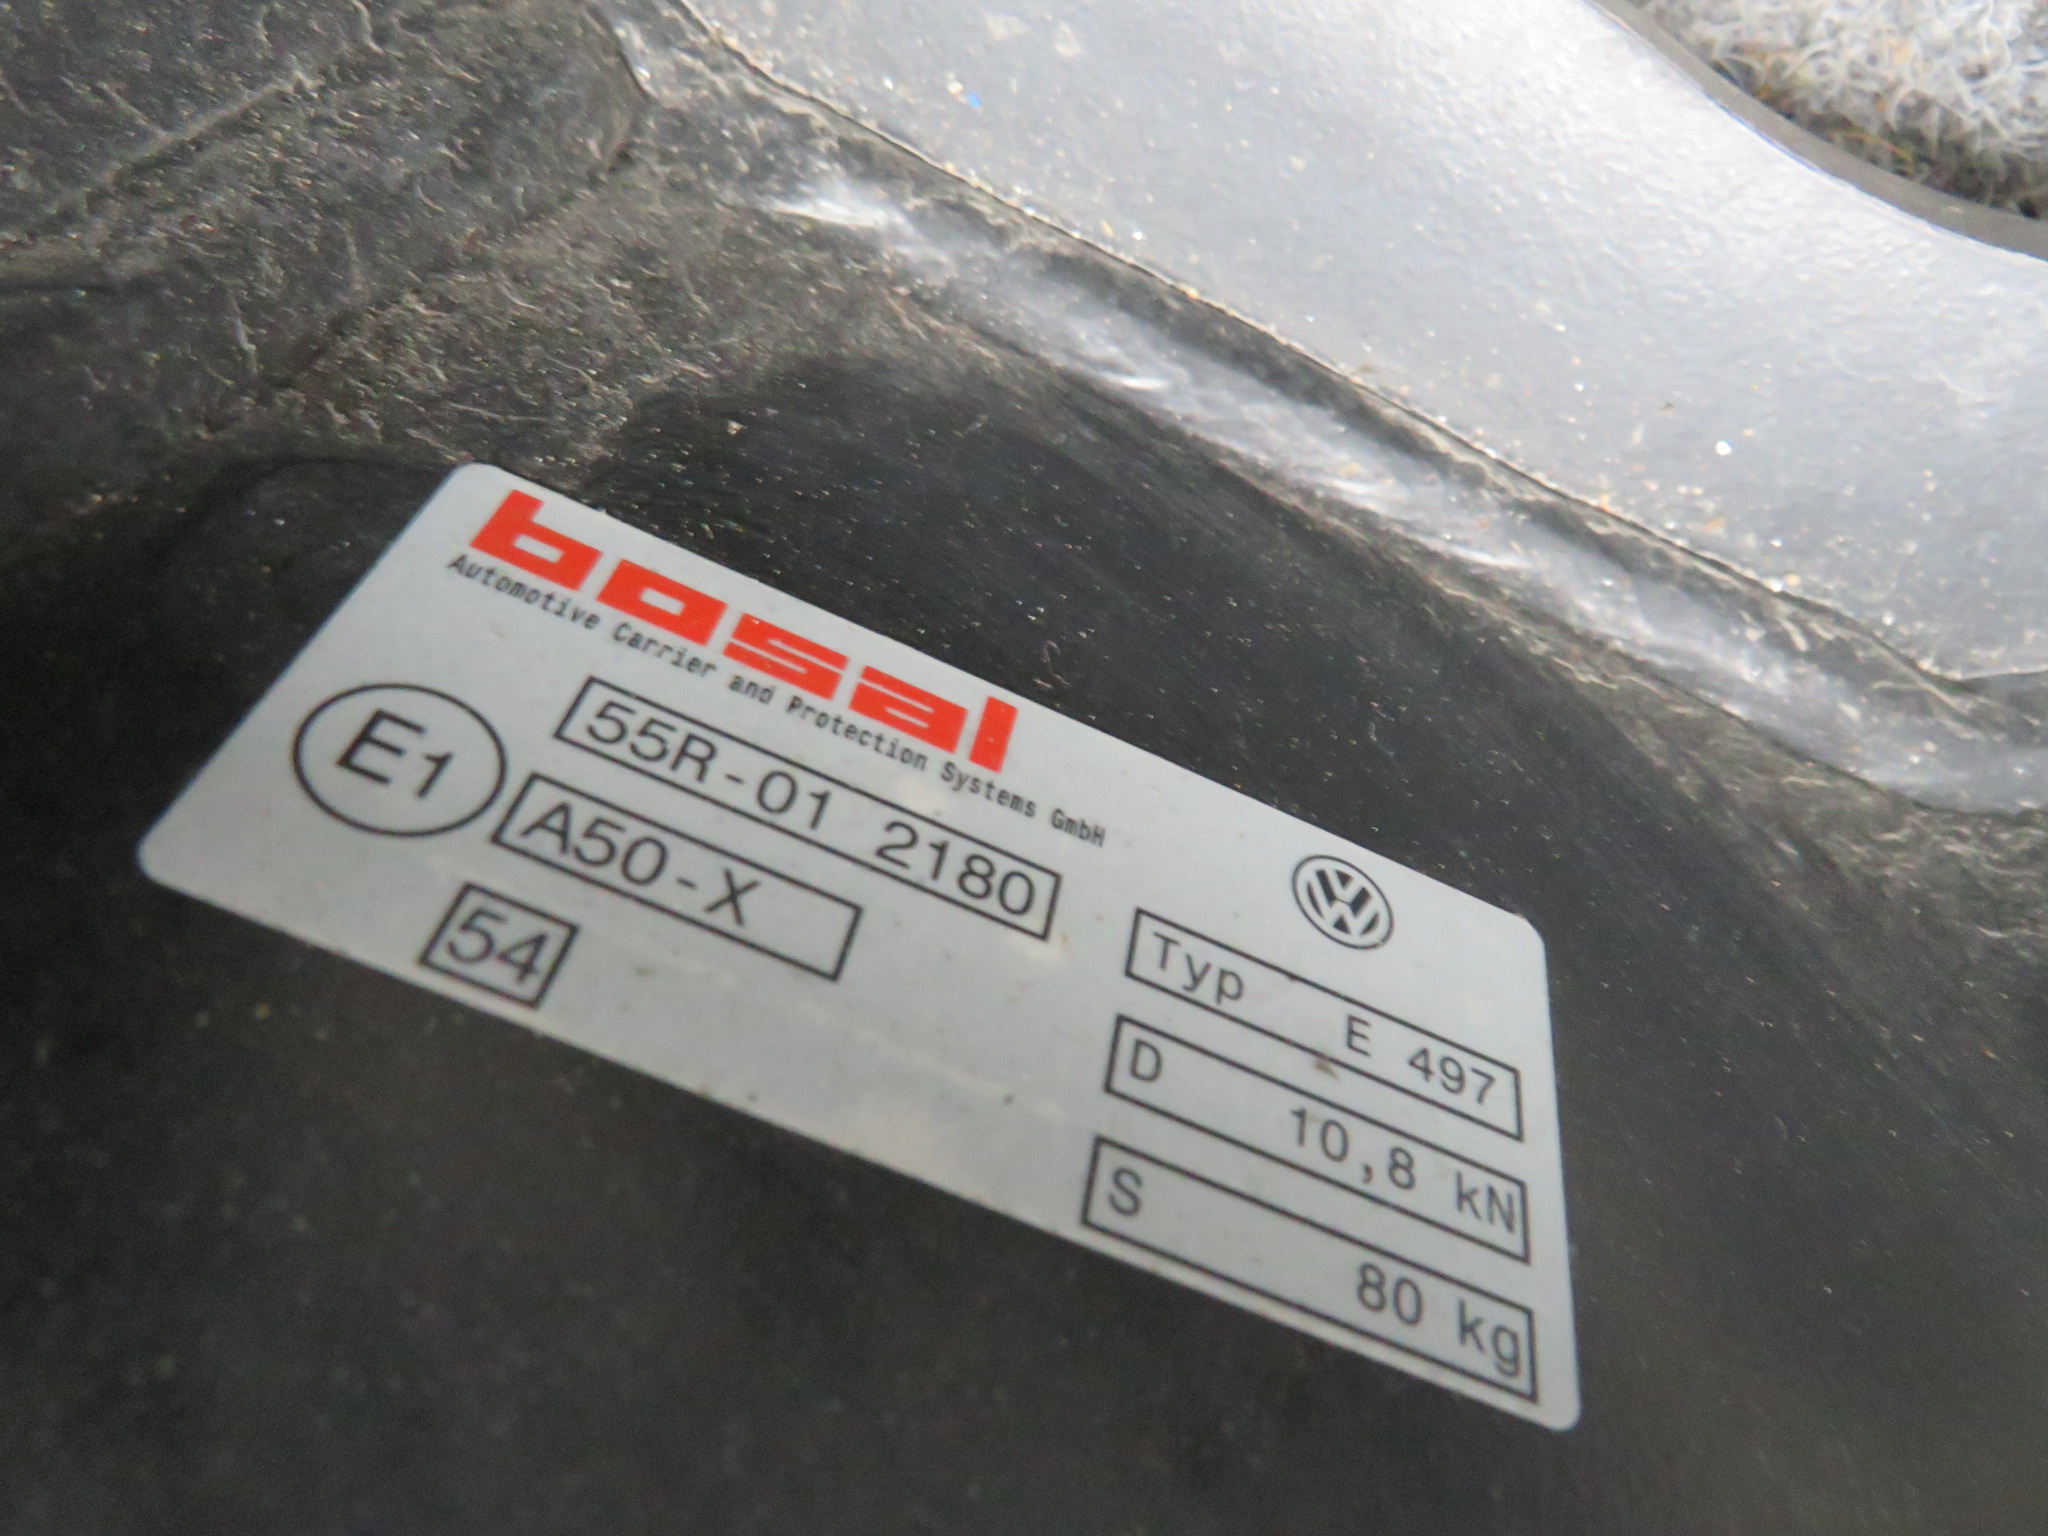 bosal
Automotive Carrier and Protection Systems GmbH
E1
55R-01 2180
A50-X
54
VW
Typ E 497
D 10,8 kN
S 80 kg